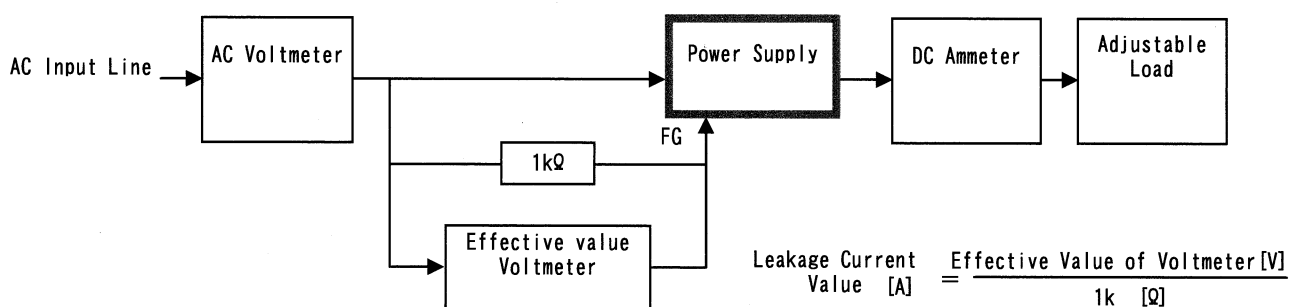 AC Input Line
AC Voltmeter
Power Supply
DC Ammeter
Adjustable
Load
FG
1kΩ
Effective value
Voltmeter
Leakage Current
Value [A]
=
Effective Value of Voltmeter[V]
1k [Ω]